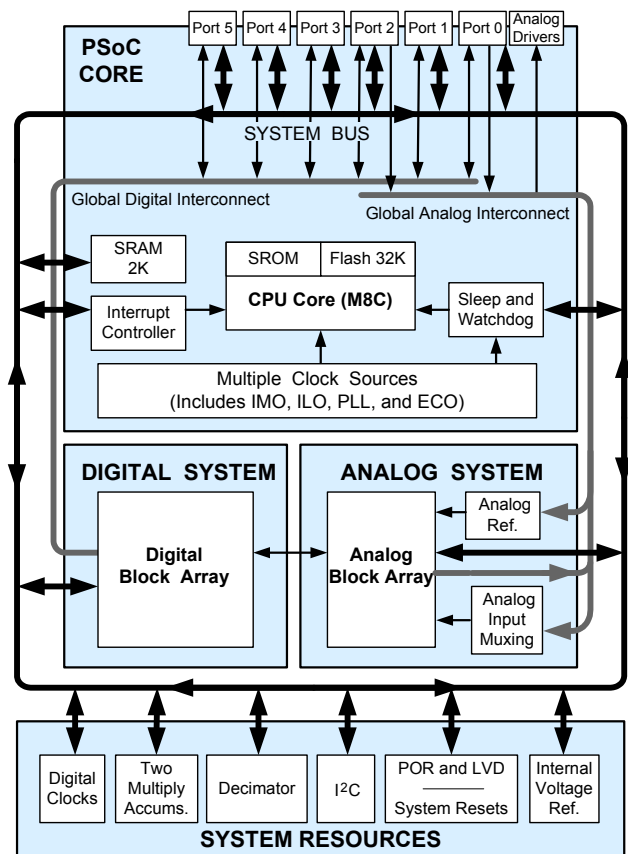 Port 5 Port 4 Port 3 Port 2 Port 1 Port 0 Analog
Drivers
PSoC
CORE
SYSTEM BUS
Global Digital Interconnect
Global Analog Interconnect
SRAM
2K
SROM Flash 32K
CPU Core (M8C)
Interrupt
Controller
Sleep and
Watchdog
Multiple Clock Sources
(Includes IMO, ILO, PLL, and ECO)
DIGITAL SYSTEM
ANALOG SYSTEM
Digital
Block Array
Analog
Block Array
Analog
Ref.
Analog
Input
Muxing
Digital
Clocks
Two
Multiply
Accums.
Decimator
I²C
POR and LVD
System Resets
Internal
Voltage
Ref.
SYSTEM RESOURCES